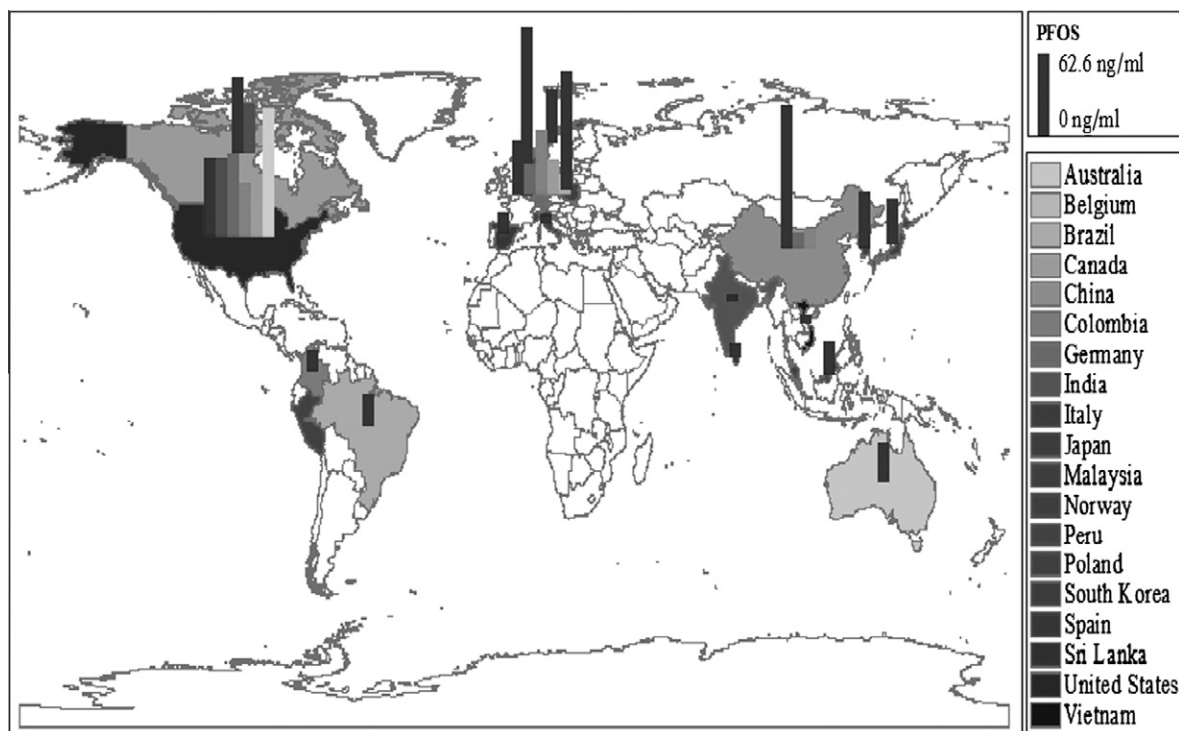 PFOS
62.6 ng/ml
0 ng/ml
Australia
Belgium
Brazil
Canada
China
Colombia
Germany
India
Italy
Japan
Malaysia
Norway
Peru
Poland
South Korea
Spain
Sri Lanka
United States
Vietnam